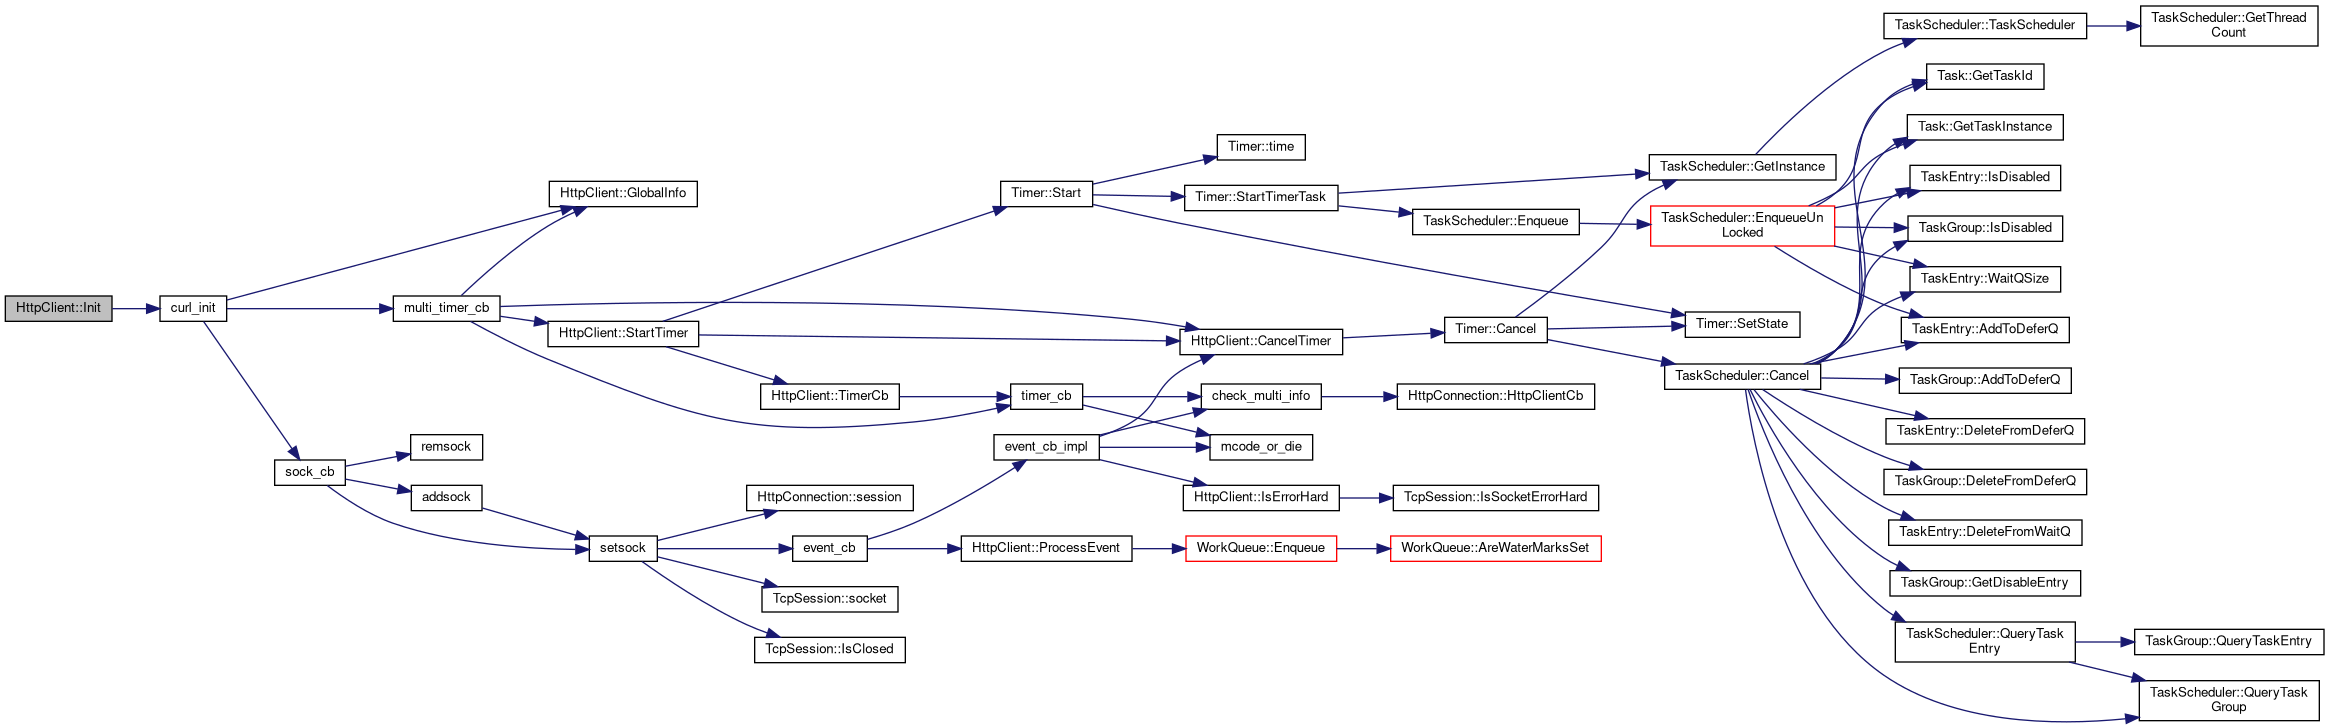 HttpClient::Init
curl_init
HttpClient::GlobalInfo
multi_timer_cb
sock_cb
HttpClient::StartTimer
remsock
addsock
setsock
Timer::Start
HttpClient::CancelTimer
HttpClient::TimerCb
timer_cb
HttpConnection::session
event_cb
TcpSession::socket
TcpSession::IsClosed
event_cb_impl
HttpClient::ProcessEvent
Timer::time
Timer::StartTimerTask
check_multi_info
mcode_or_die
HttpClient::IsErrorHard
WorkQueue::Enqueue
TaskScheduler::Enqueue
Timer::Cancel
HttpConnection::HttpClientCb
TcpSession::IsSocketErrorHard
WorkQueue::AreWaterMarksSet
TaskScheduler::GetInstance
TaskScheduler::EnqueueUn
Locked
Timer::SetState
TaskScheduler::Cancel
TaskScheduler::TaskScheduler
Task::GetTaskId
Task::GetTaskInstance
TaskEntry::IsDisabled
TaskGroup::IsDisabled
TaskEntry::WaitQSize
TaskEntry::AddToDeferQ
TaskGroup::AddToDeferQ
TaskEntry::DeleteFromDeferQ
TaskGroup::DeleteFromDeferQ
TaskEntry::DeleteFromWaitQ
TaskGroup::GetDisableEntry
TaskScheduler::QueryTask
Entry
TaskScheduler::GetThread
Count
TaskGroup::QueryTaskEntry
TaskScheduler::QueryTask
Group